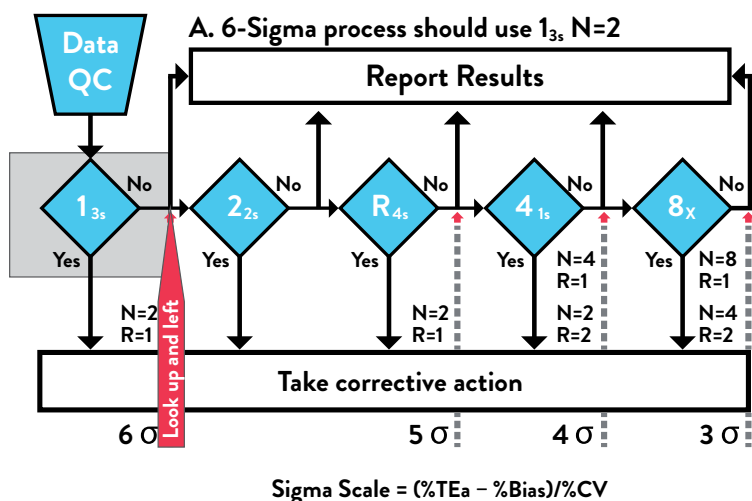 A. 6-Sigma process should use 1₃ₛ N=2
Data
QC
Report Results
No No No No No
1₃ₛ 2₂ₛ R₄ₛ 4₁ₛ 8ₓ
Yes Yes Yes Yes Yes
N=4 N=8
R=1 R=1
N=2 N=2 N=2 N=4
R=1 R=1 R=2 R=2
Look up and left
Take corrective action
6 σ 5 σ 4 σ 3 σ
Sigma Scale = (%TEa – %Bias)/%CV